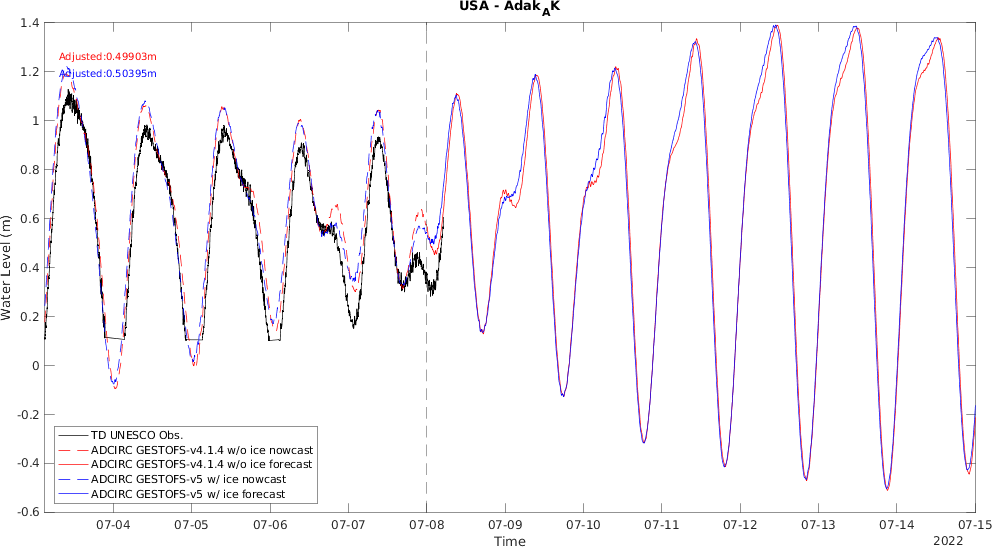 USA - Adak_AK
Adjusted:0.49903m
Adjusted:0.50395m
Water Level (m)
1.4
1.2
1
0.8
0.6
0.4
0.2
0
-0.2
-0.4
-0.6
TD UNESCO Obs.
ADCIRC GESTOFS-v4.1.4 w/o ice nowcast
ADCIRC GESTOFS-v4.1.4 w/o ice forecast
ADCIRC GESTOFS-v5 w/ ice nowcast
ADCIRC GESTOFS-v5 w/ ice forecast
07-04 07-05 07-06 07-07 07-08 07-09 07-10 07-11 07-12 07-13 07-14 07-15
Time
2022